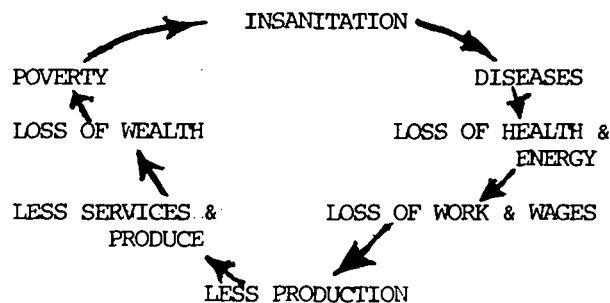 INSANITATION
POVERTY
DISEASES
LOSS OF WEALTH
LOSS OF HEALTH &
ENERGY
LESS SERVICES &
PRODUCE
LOSS OF WORK & WAGES
LESS PRODUCTION